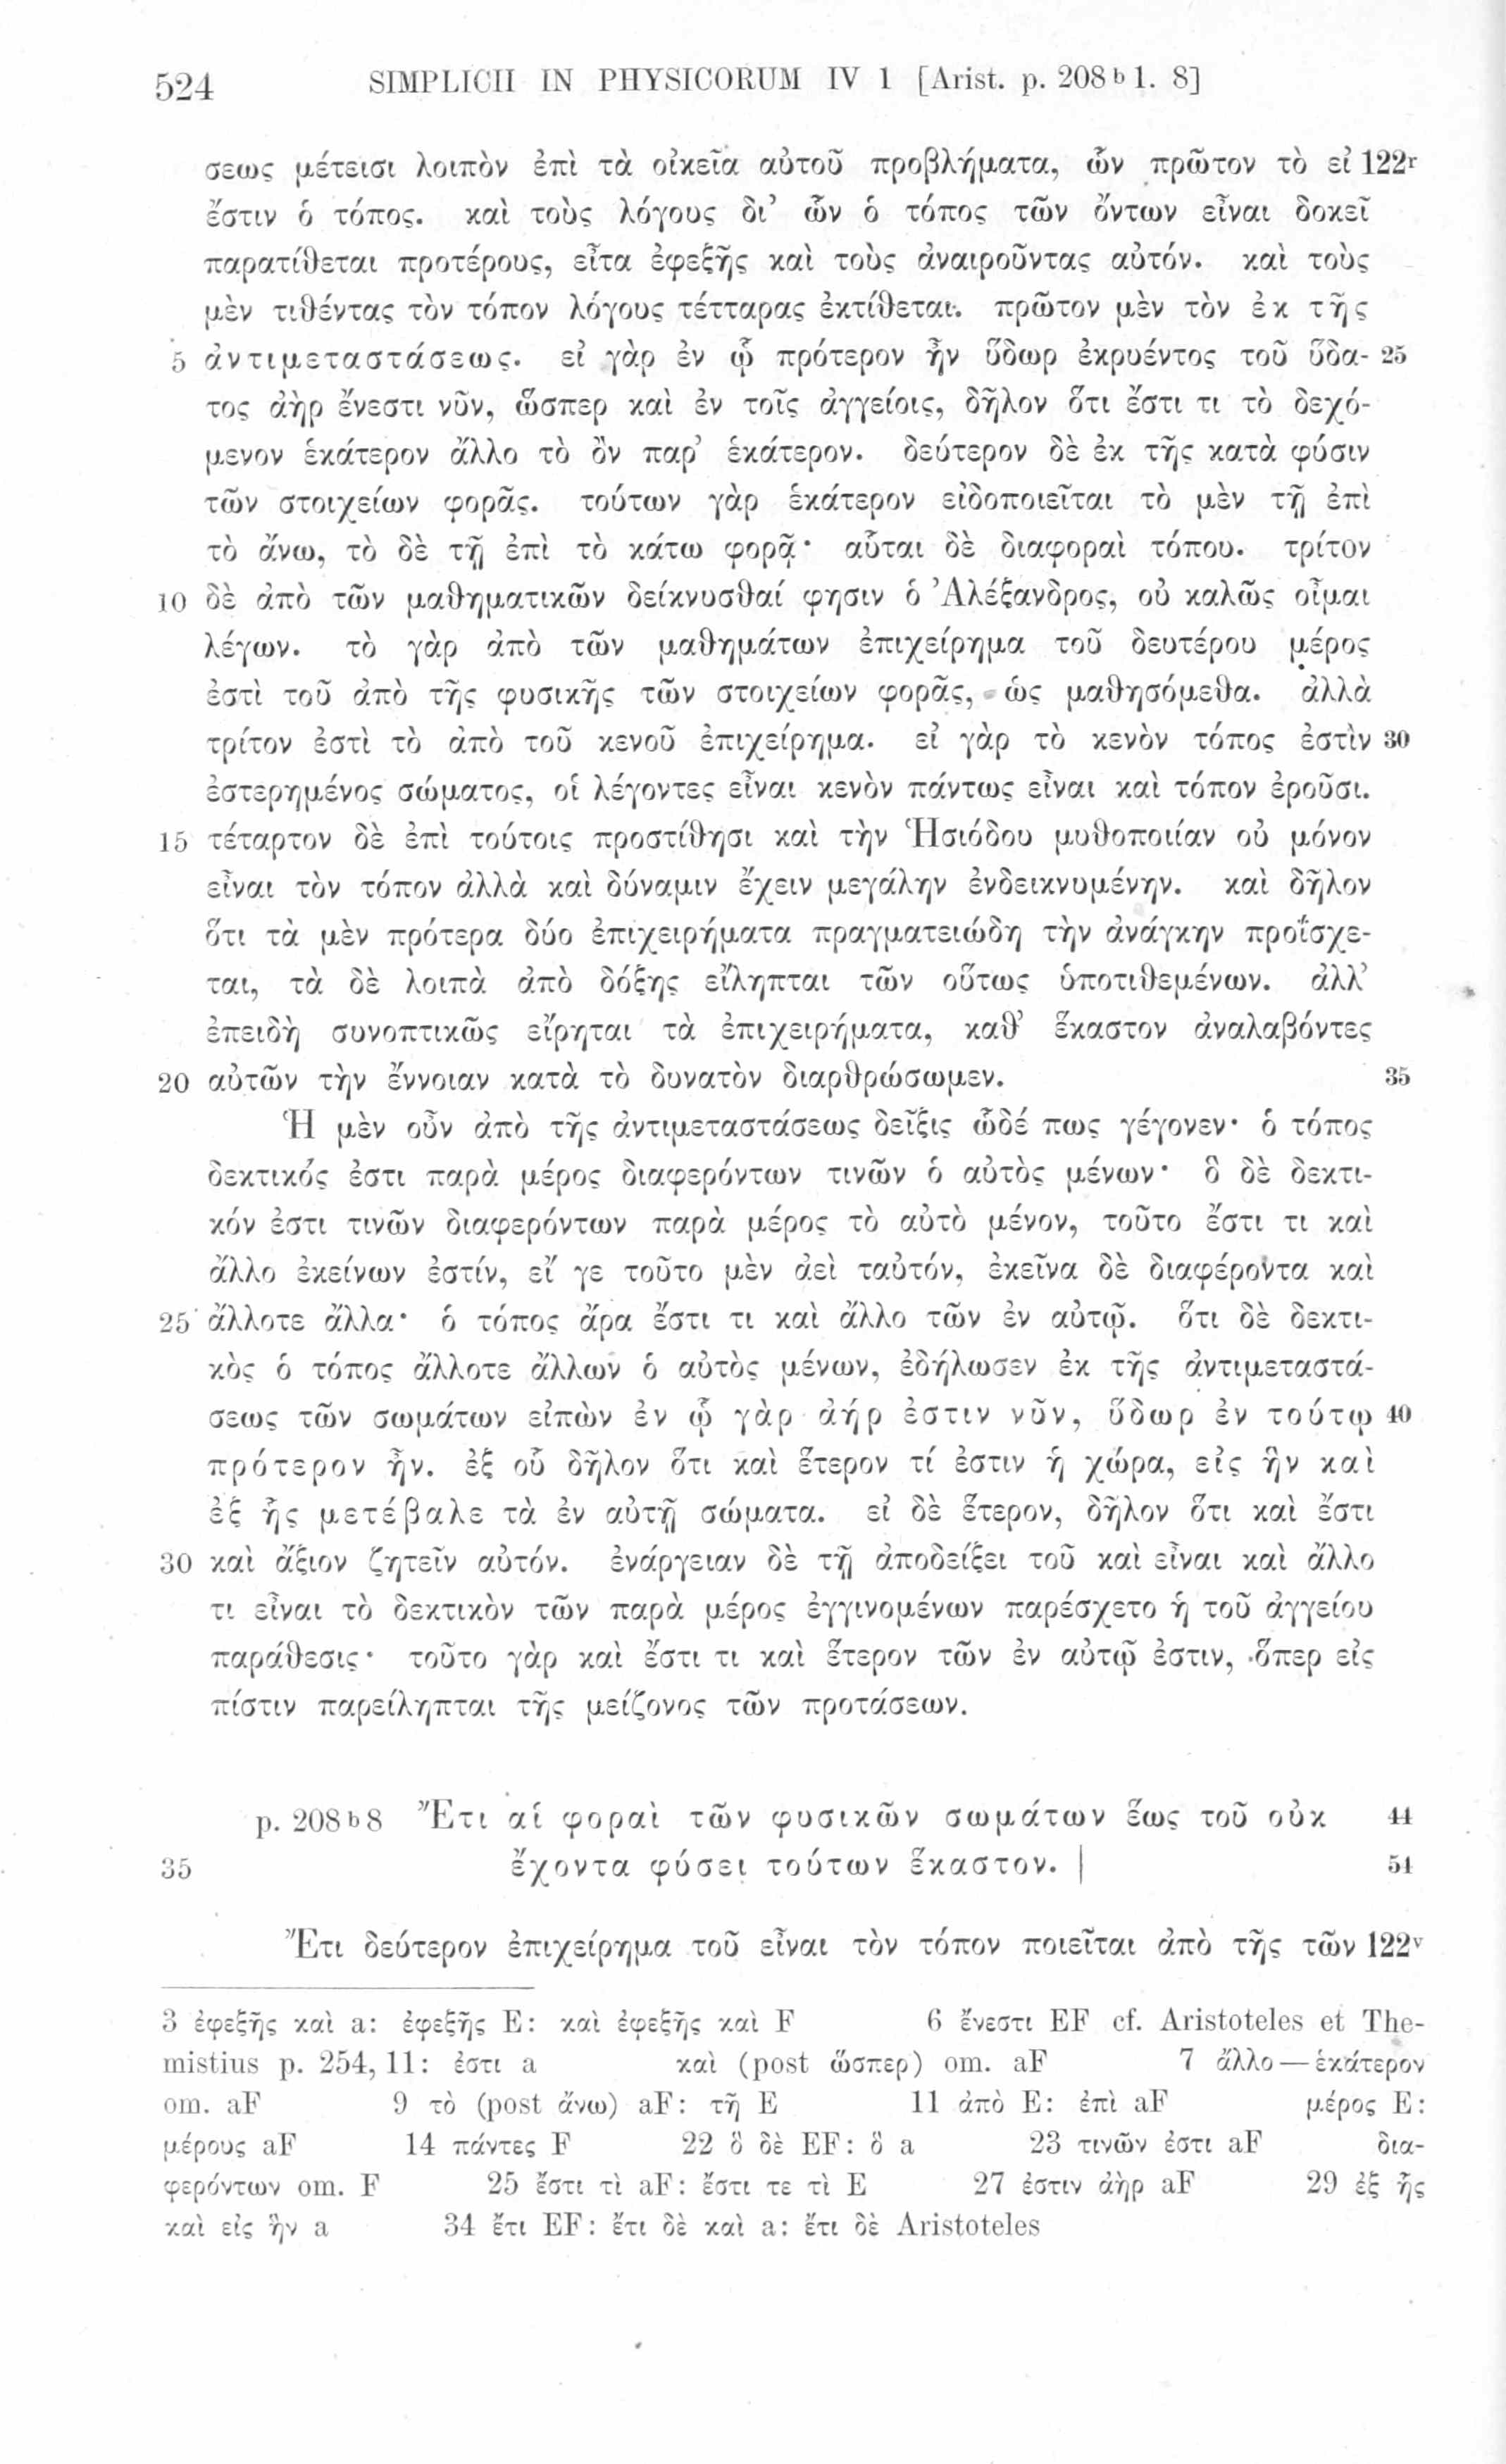 524 SIMPLICII IN PHYSICORUM IV 1 [Arist. p. 208 b 1. 8]
σεως μέτεισι λοιπὸν ἐπὶ τὰ οἰκεῖα αὐτοῦ προβλήματα, ὧν πρῶτον τὸ εἰ 122r
ἔστιν ὁ τόπος. καὶ τοὺς λόγους δι’ ὧν ὁ τόπος τῶν ὄντων εἶναι δοκεῖ
παρατίθεται προτέρους, εἶτα ἐφεξῆς καὶ τοὺς ἀναιροῦντας αὐτόν. καὶ τοὺς
μὲν τιθέντας τὸν τόπον λόγους τέτταρας ἐκτίθεται. πρῶτον μὲν τὸν ἐκ τῆς
5 ἀντιμεταστάσεως. εἰ γὰρ ἐν ᾧ πρότερον ἦν ὕδωρ ἐκρυέντος τοῦ ὕδα- 25
τος ἀὴρ ἔνεστι νῦν, ὥσπερ καὶ ἐν τοῖς ἀγγείοις, δῆλον ὅτι ἔστι τι τὸ δεχό-
μενον ἑκάτερον ἄλλο τὸ ὂν παρ’ ἑκάτερον. δεύτερον δὲ ἐκ τῆς κατὰ φύσιν
τῶν στοιχείων φορᾶς. τούτων γὰρ ἑκάτερον εἰδοποιεῖται τὸ μὲν τῇ ἐπὶ
τὸ ἄνω, τὸ δὲ τῇ ἐπὶ τὸ κάτω φορᾷ· αὗται δὲ διαφοραὶ τόπου. τρίτον
10 δὲ ἀπὸ τῶν μαθηματικῶν δείκνυσθαί φησιν ὁ Ἀλέξανδρος, οὐ καλῶς οἶμαι
λέγων. τὸ γὰρ ἀπὸ τῶν μαθημάτων ἐπιχείρημα τοῦ δευτέρου μέρος
ἐστὶ τοῦ ἀπὸ τῆς φυσικῆς τῶν στοιχείων φορᾶς, ὡς μαθησόμεθα. ἀλλὰ
τρίτον ἐστὶ τὸ ἀπὸ τοῦ κενοῦ ἐπιχείρημα. εἰ γὰρ τὸ κενὸν τόπος ἐστὶν 30
ἐστερημένος σώματος, οἱ λέγοντες εἶναι κενὸν πάντως εἶναι καὶ τόπον ἐροῦσι.
15 τέταρτον δὲ ἐπὶ τούτοις προστίθησι καὶ τὴν Ἡσιόδου μυθοποιίαν οὐ μόνον
εἶναι τὸν τόπον ἀλλὰ καὶ δύναμιν ἔχειν μεγάλην ἐνδεικνυμένην. καὶ δῆλον
ὅτι τὰ μὲν πρότερα δύο ἐπιχειρήματα πραγματειώδη τὴν ἀνάγκην προΐσχε-
ται, τὰ δὲ λοιπὰ ἀπὸ δόξης εἴληπται τῶν οὕτως ὑποτιθεμένων. ἀλλ’
ἐπειδὴ συνοπτικῶς εἴρηται τὰ ἐπιχειρήματα, καθ’ ἕκαστον ἀναλαβόντες
20 αὐτῶν τὴν ἔννοιαν κατὰ τὸ δυνατὸν διαρθρώσωμεν. 35
Ἡ μὲν οὖν ἀπὸ τῆς ἀντιμεταστάσεως δεῖξις ὧδέ πως γέγονεν· ὁ τόπος
δεκτικός ἐστι παρὰ μέρος διαφερόντων τινῶν ὁ αὐτὸς μένων· ὃ δὲ δεκτι-
κόν ἐστι τινῶν διαφερόντων παρὰ μέρος τὸ αὐτὸ μένον, τοῦτο ἔστι τι καὶ
ἄλλο ἐκείνων ἐστίν, εἴ γε τοῦτο μὲν ἀεὶ ταὐτόν, ἐκεῖνα δὲ διαφέροντα καὶ
25 ἄλλοτε ἄλλα· ὁ τόπος ἄρα ἔστι τι καὶ ἄλλο τῶν ἐν αὐτῷ. ὅτι δὲ δεκτι-
κὸς ὁ τόπος ἄλλοτε ἄλλων ὁ αὐτὸς μένων, ἐδήλωσεν ἐκ τῆς ἀντιμεταστά-
σεως τῶν σωμάτων εἰπὼν ἐν ᾧ γὰρ ἀήρ ἐστιν νῦν, ὕδωρ ἐν τούτῳ 40
πρότερον ἦν. ἐξ οὗ δῆλον ὅτι καὶ ἕτερον τί ἐστιν ἡ χώρα, εἰς ἣν καὶ
ἐξ ἧς μετέβαλε τὰ ἐν αὐτῇ σώματα. εἰ δὲ ἕτερον, δῆλον ὅτι καὶ ἔστι
30 καὶ ἄξιον ζητεῖν αὐτόν. ἐνάργειαν δὲ τῇ ἀποδείξει τοῦ καὶ εἶναι καὶ ἄλλο
τι εἶναι τὸ δεκτικὸν τῶν παρὰ μέρος ἐγγινομένων παρέσχετο ἡ τοῦ ἀγγείου
παράθεσις· τοῦτο γὰρ καὶ ἔστι τι καὶ ἕτερον τῶν ἐν αὐτῷ ἐστιν, ὅπερ εἰς
πίστιν παρείληπται τῆς μείζονος τῶν προτάσεων.
p. 208 b 8 Ἔτι αἱ φοραὶ τῶν φυσικῶν σωμάτων ἕως τοῦ οὐκ 44
35 ἔχοντα φύσει τούτων ἕκαστον. | 54
Ἔτι δεύτερον ἐπιχείρημα τοῦ εἶναι τὸν τόπον ποιεῖται ἀπὸ τῆς τῶν 122v
3 ἐφεξῆς καὶ a: ἐφεξῆς E: καὶ ἐφεξῆς καὶ F 6 ἔνεστι EF cf. Aristoteles et The-
mistius p. 254, 11: ἐστι a καὶ (post ὥσπερ) om. aF 7 ἄλλο — ἑκάτερον
om. aF 9 τὸ (post ἄνω) aF: τῇ E 11 ἀπὸ E: ἐπὶ aF μέρος E:
μέρους aF 14 πάντες F 22 ὃ δὲ EF: ὃ a 23 τινῶν ἐστι aF δια-
φερόντων om. F 25 ἔστι τὶ aF: ἔστι τε τὶ E 27 ἐστιν ἀὴρ aF 29 ἐξ ἧς
καὶ εἰς ἣν a 34 ἔτι EF: ἔτι δὲ καὶ a: ἔτι δὲ Aristoteles